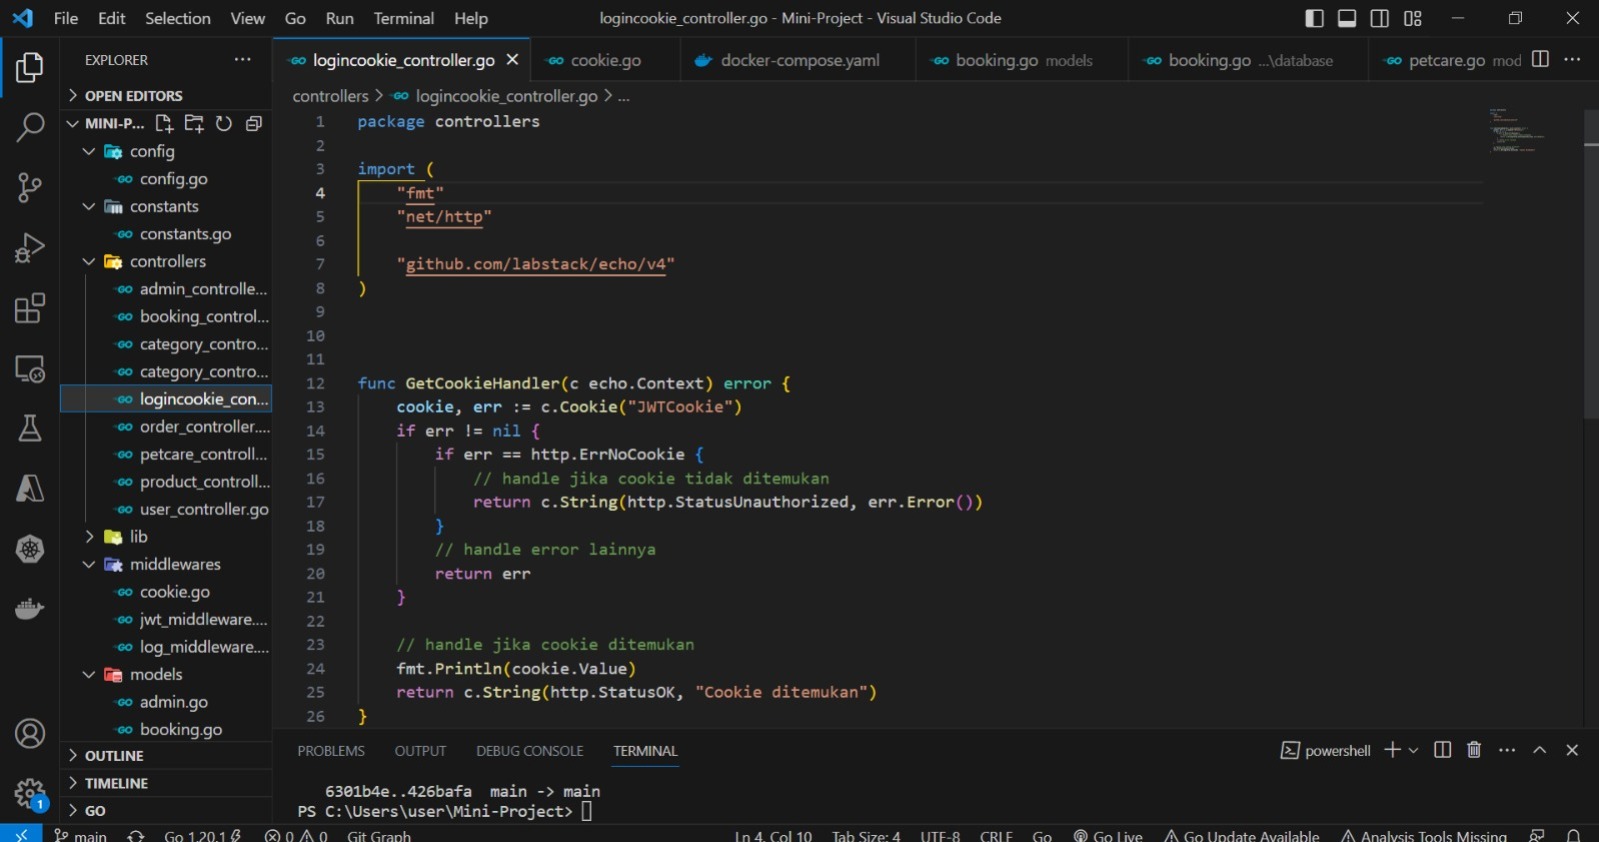 File Edit Selection View Go Run Terminal Help
logincookie_controller.go - Mini-Project - Visual Studio Code
EXPLORER ...
OPEN EDITORS
MINI-P...
config
config.go
constants
constants.go
controllers
admin_controlle...
booking_control...
category_contro...
category_contro...
logincookie_con...
order_controller....
petcare_controll...
product_controll...
user_controller.go
lib
middlewares
cookie.go
jwt_middleware....
log_middleware....
models
admin.go
booking.go
OUTLINE
TIMELINE
GO
1
logincookie_controller.go
cookie.go
docker-compose.yaml
booking.go models
booking.go ...\database
petcare.go mod
controllers > logincookie_controller.go > ...
1 package controllers
2
3 import (
4 "fmt"
5 "net/http"
6
7 "github.com/labstack/echo/v4"
8 )
9
10
11
12 func GetCookieHandler(c echo.Context) error {
13 cookie, err := c.Cookie("JWTCookie")
14 if err != nil {
15 if err == http.ErrNoCookie {
16 // handle jika cookie tidak ditemukan
17 return c.String(http.StatusUnauthorized, err.Error())
18 }
19 // handle error lainnya
20 return err
21 }
22
23 // handle jika cookie ditemukan
24 fmt.Println(cookie.Value)
25 return c.String(http.StatusOK, "Cookie ditemukan")
26 }
PROBLEMS OUTPUT DEBUG CONSOLE TERMINAL
powershell
6301b4e..426bafa main -> main
PS C:\Users\user\Mini-Project>
main Go 1.20.1 0 0 Git Graph
Ln 4, Col 10 Tab Size: 4 UTF-8 CRLF Go Go Live Go Update Available Analysis Tools Missing